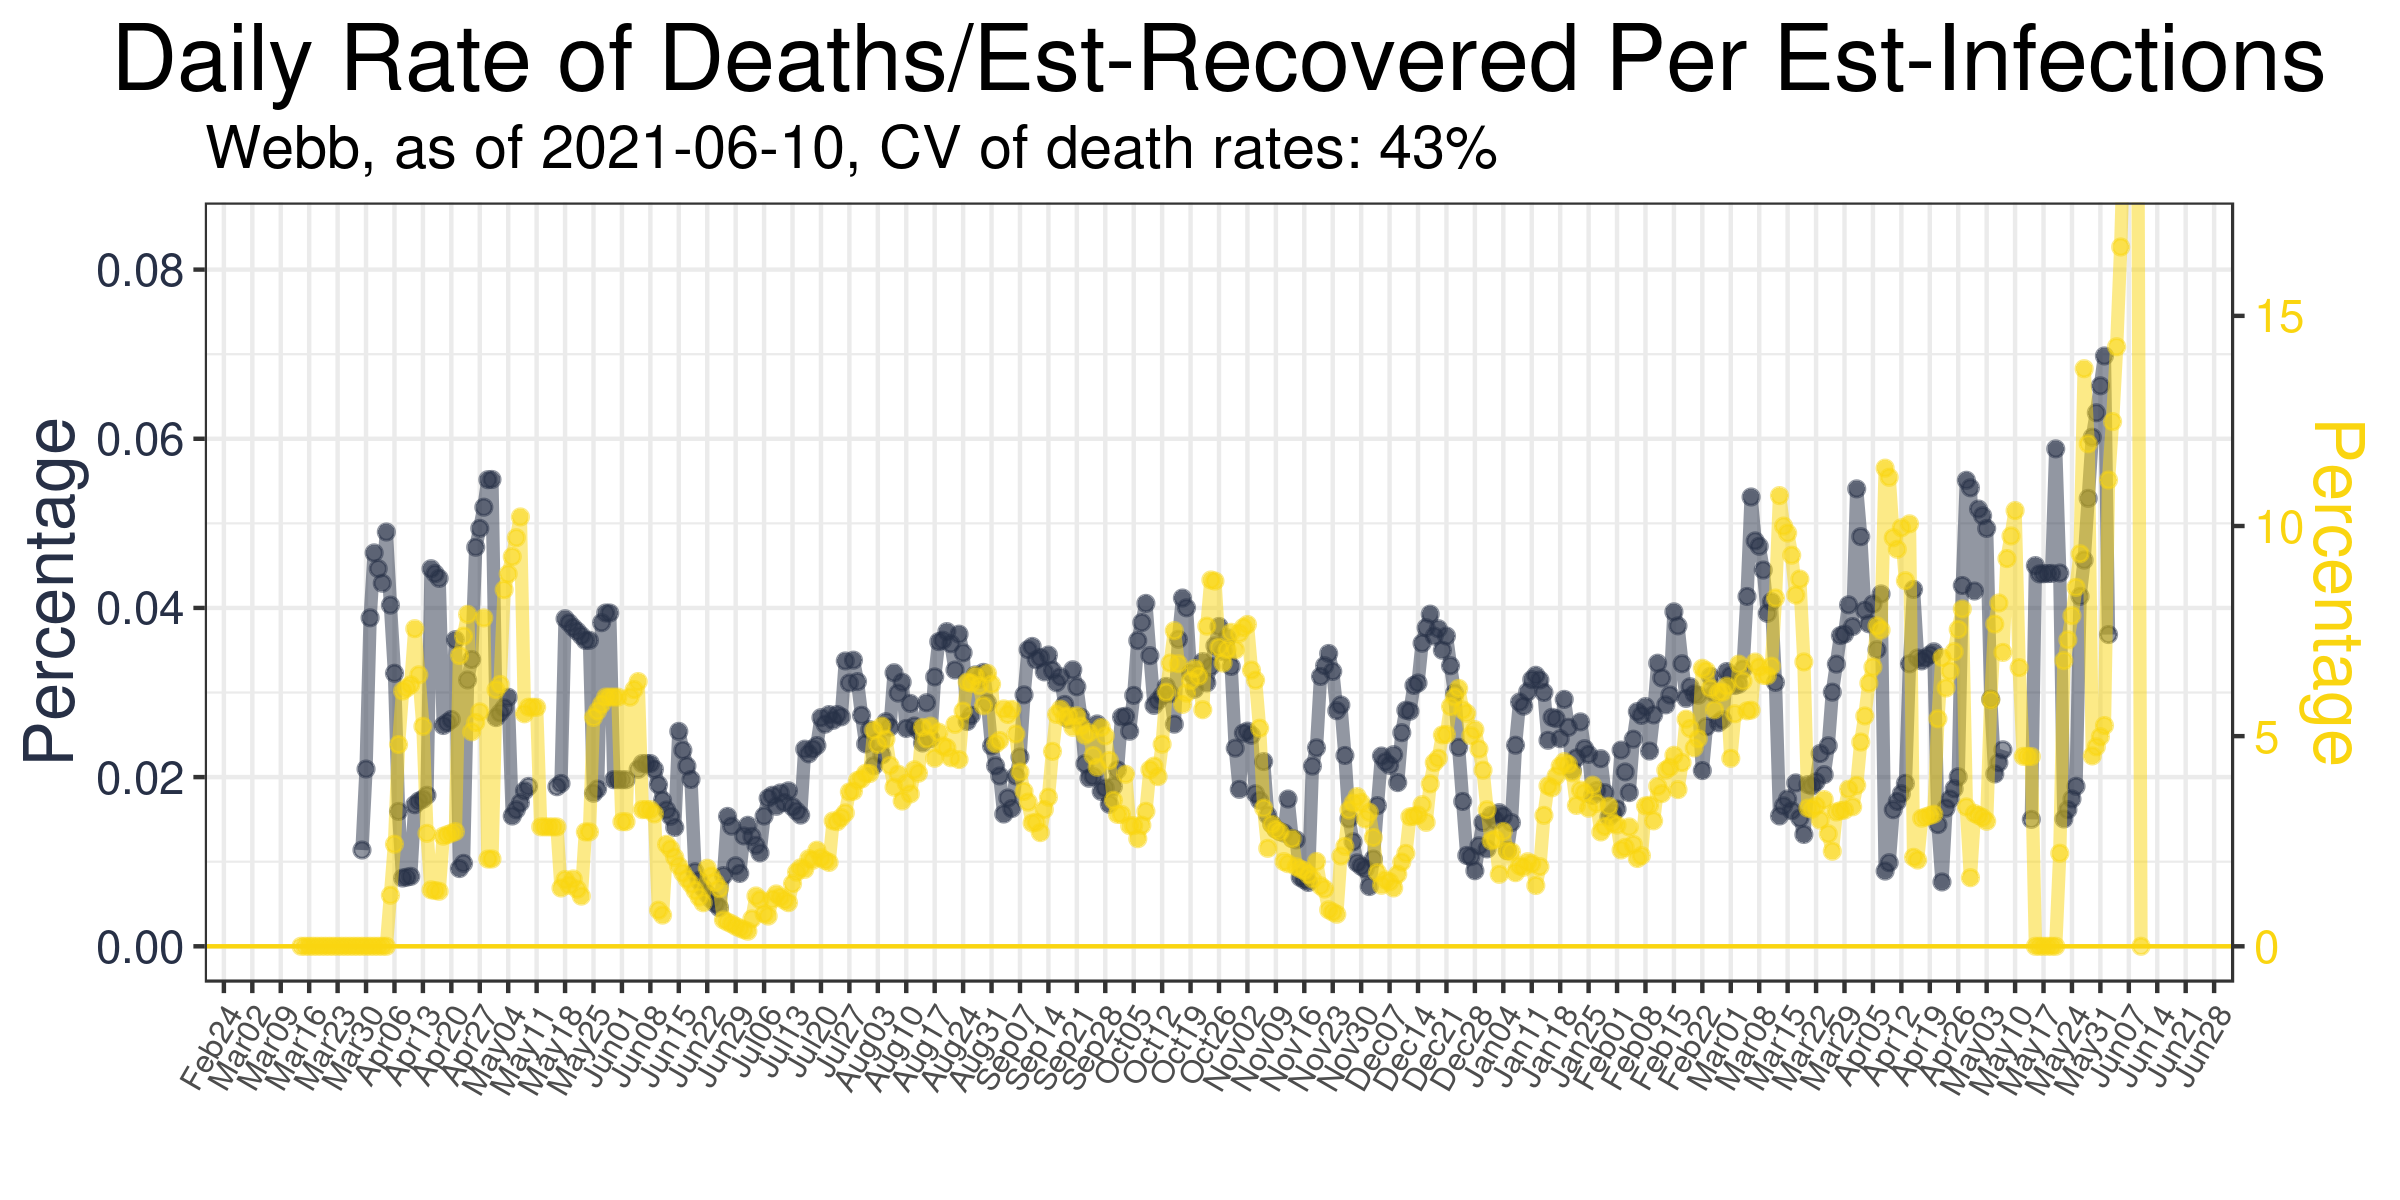 Daily Rate of Deaths/Est-Recovered Per Est-Infections
Webb, as of 2021-06-10, CV of death rates: 43%
Percentage
0.08
0.06
0.04
0.02
0.00
15
10
5
0
Percentage
Feb24
Mar02
Mar09
Mar16
Mar23
Mar30
Apr06
Apr13
Apr20
Apr27
May04
May11
May18
May25
Jun01
Jun08
Jun15
Jun22
Jun29
Jul06
Jul13
Jul20
Jul27
Aug03
Aug10
Aug17
Aug24
Aug31
Sep07
Sep14
Sep21
Sep28
Oct05
Oct12
Oct19
Oct26
Nov02
Nov09
Nov16
Nov23
Nov30
Dec07
Dec14
Dec21
Dec28
Jan04
Jan11
Jan18
Jan25
Feb01
Feb08
Feb15
Feb22
Mar01
Mar08
Mar15
Mar22
Mar29
Apr05
Apr12
Apr19
Apr26
May03
May10
May17
May24
May31
Jun07
Jun14
Jun21
Jun28